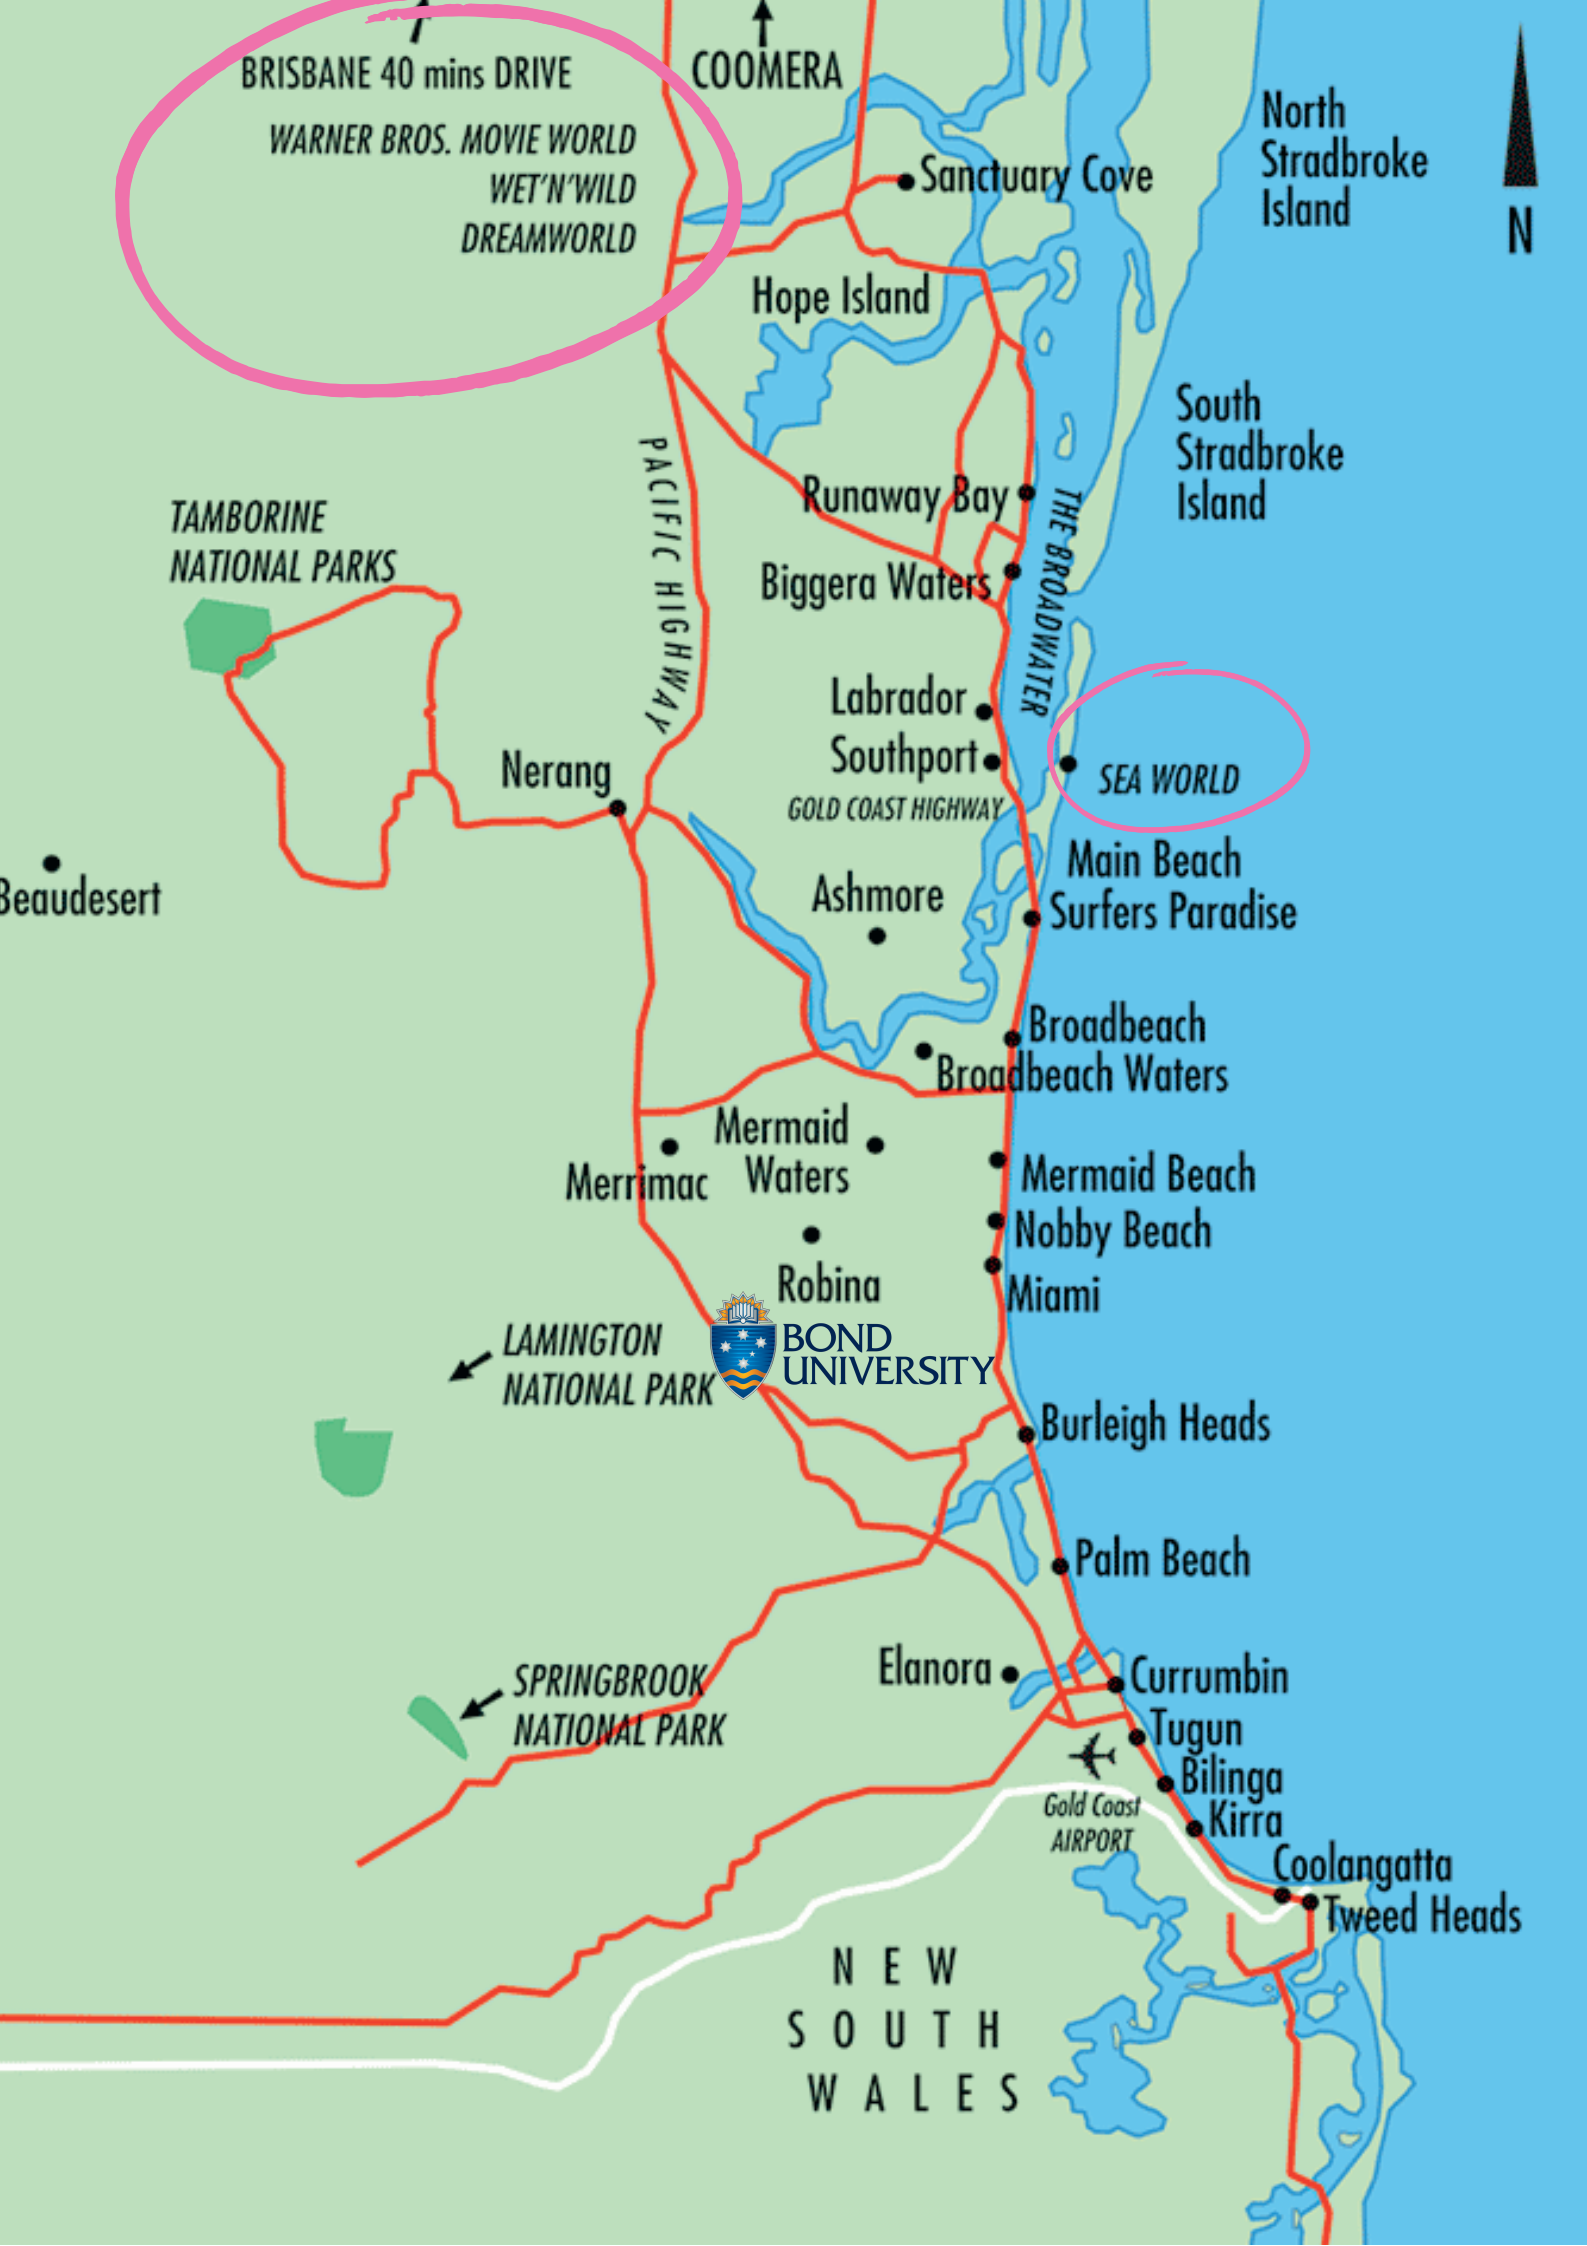 BRISBANE 40 mins DRIVE
COOMERA
WARNER BROS. MOVIE WORLD
WET'N'WILD
DREAMWORLD
Sanctuary Cove
North
Stradbroke
Island
N
Hope Island
South
Stradbroke
Island
PACIFIC HIGHWAY
Runaway Bay
THE BROADWATER
TAMBORINE
NATIONAL PARKS
Biggera Waters
Labrador
Southport
SEA WORLD
Nerang
GOLD COAST HIGHWAY
Main Beach
Beaudesert
Ashmore
Surfers Paradise
Broadbeach
Broadbeach Waters
Mermaid
Waters
Merrimac
Mermaid Beach
Nobby Beach
Robina
Miami
LAMINGTON
NATIONAL PARK
BOND
UNIVERSITY
Burleigh Heads
Palm Beach
Elanora
Currumbin
SPRINGBROOK
NATIONAL PARK
Tugun
Bilinga
Gold Coast
AIRPORT
Kirra
Coolangatta
Tweed Heads
NEW
SOUTH
WALES